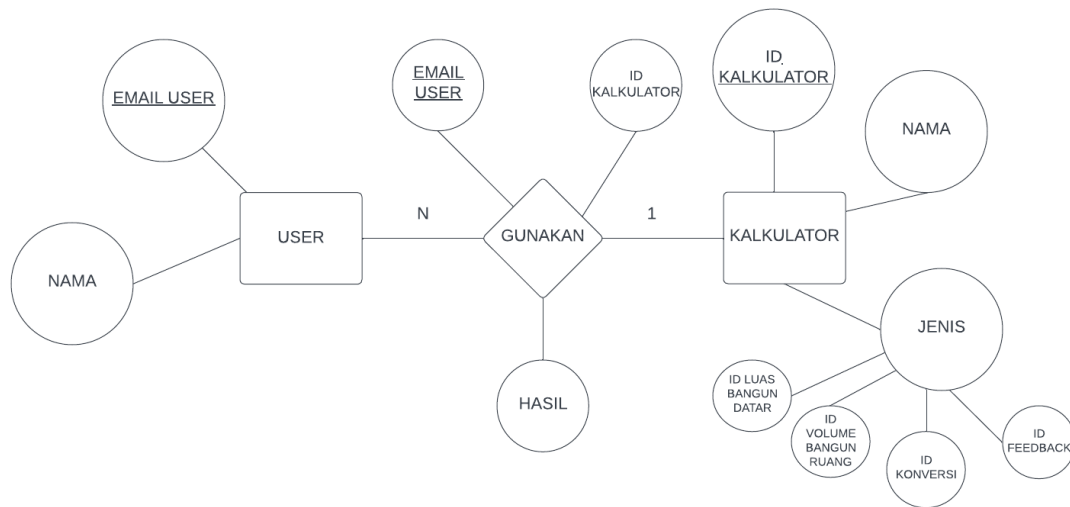 EMAIL USER
EMAIL
USER
ID
KALKULATOR
ID
KALKULATOR
NAMA
USER
N
GUNAKAN
1
KALKULATOR
NAMA
JENIS
HASIL
ID LUAS
BANGUN
DATAR
ID
VOLUME
BANGUN
RUANG
ID
KONVERSI
ID
FEEDBACK